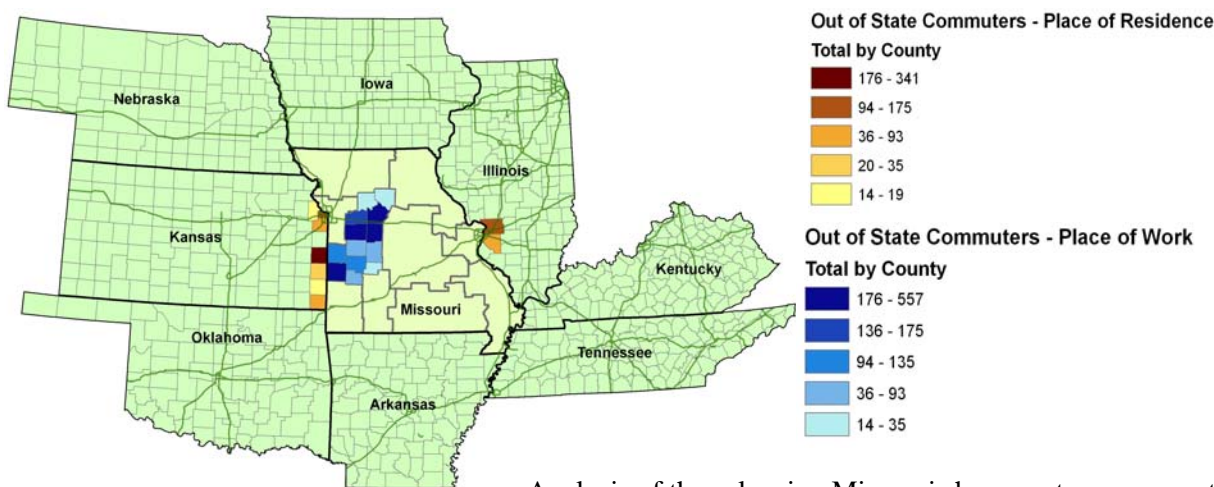 Out of State Commuters - Place of Residence
Total by County
176 - 341
94 - 175
36 - 93
20 - 35
14 - 19
Out of State Commuters - Place of Work
Total by County
176 - 557
136 - 175
94 - 135
36 - 93
14 - 35
Nebraska
Iowa
Illinois
Kansas
Kentucky
Missouri
Oklahoma
Tennessee
Arkansas